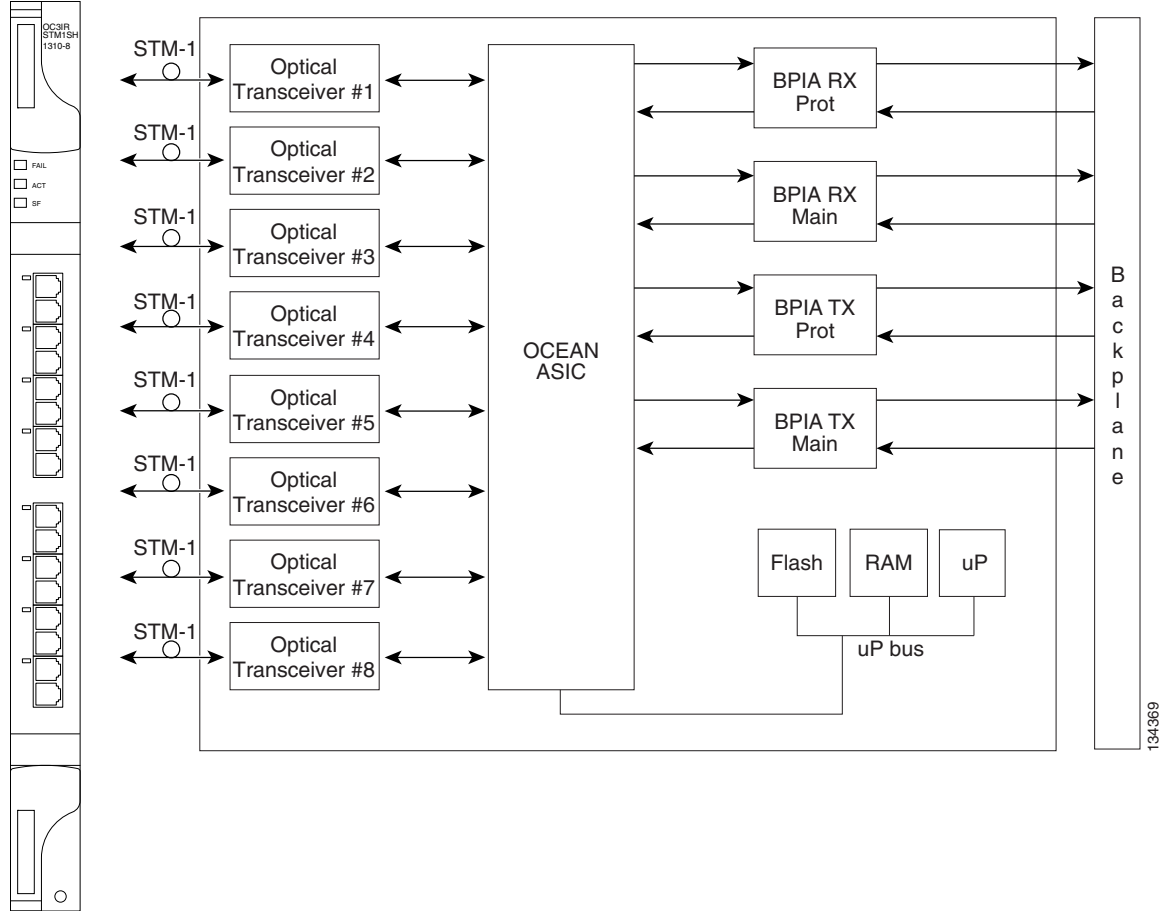 OC3IR
STM1SH
1310-8
FAIL
ACT
SF
STM-1
Optical
Transceiver #1
STM-1
Optical
Transceiver #2
STM-1
Optical
Transceiver #3
STM-1
Optical
Transceiver #4
STM-1
Optical
Transceiver #5
STM-1
Optical
Transceiver #6
STM-1
Optical
Transceiver #7
STM-1
Optical
Transceiver #8
OCEAN
ASIC
BPIA RX
Prot
BPIA RX
Main
BPIA TX
Prot
BPIA TX
Main
Flash
RAM
uP
uP bus
Backplane
134369